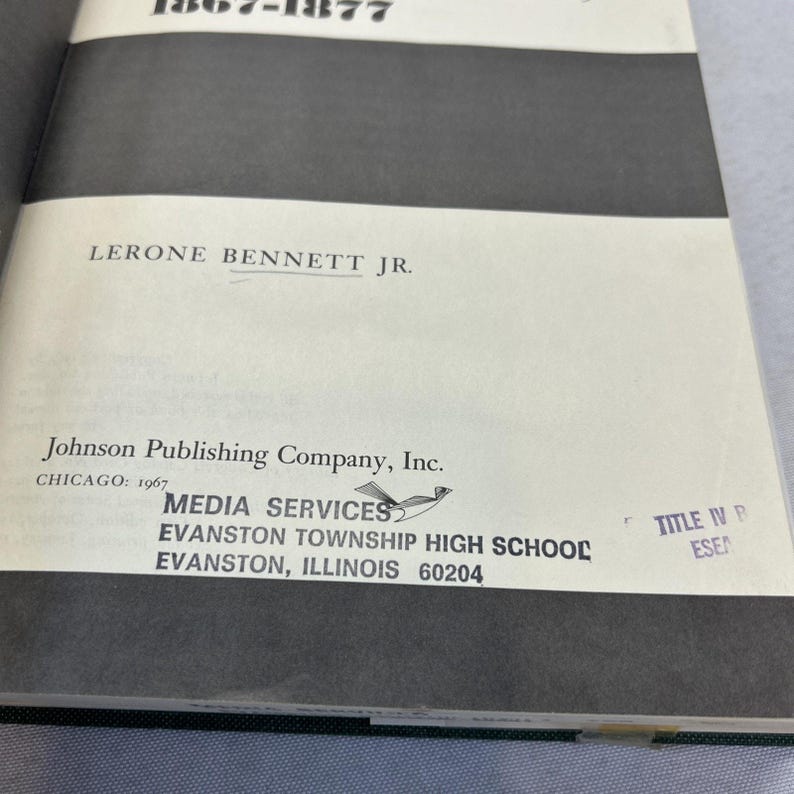 1867-1877
LERONE BENNETT JR.
Johnson Publishing Company, Inc.
CHICAGO: 1967
MEDIA SERVICES
EVANSTON TOWNSHIP HIGH SCHOOL
EVANSTON, ILLINOIS 60204
TITLE IV B
ESEA